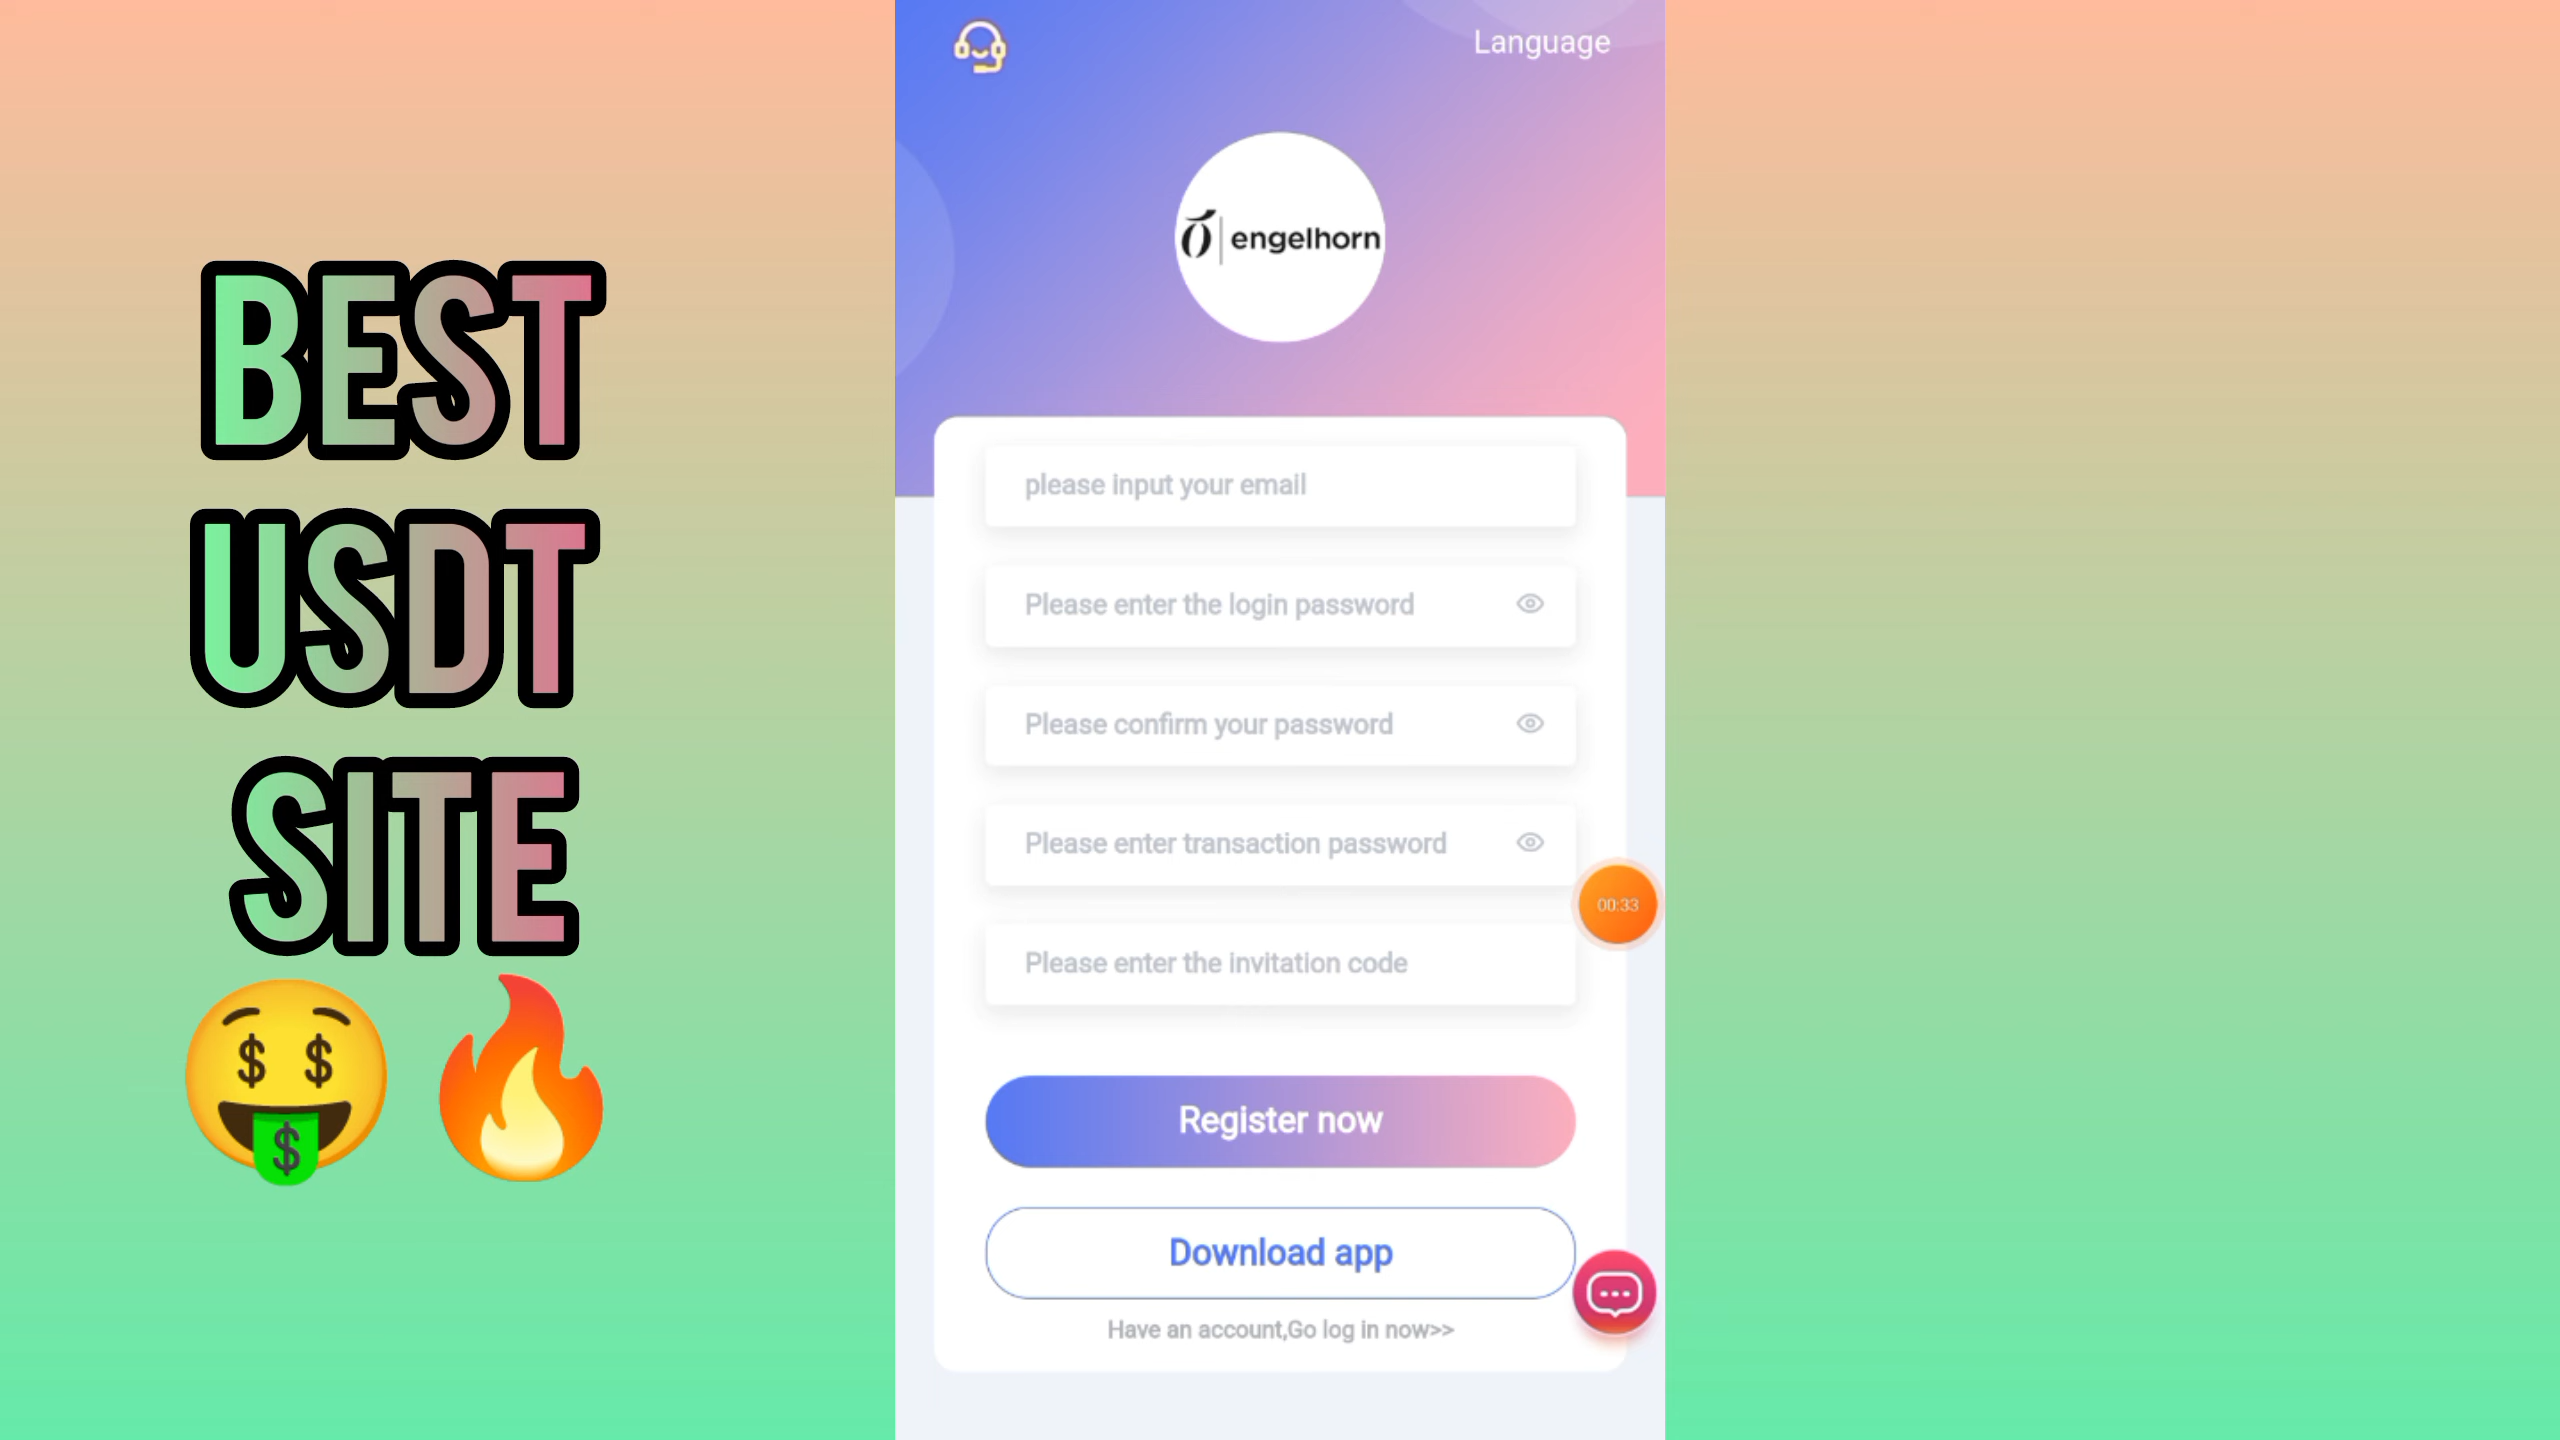 BEST
USDT
SITE
Language
engelhorn
please input your email
Please enter the login password
Please confirm your password
Please enter transaction password
00:33
Please enter the invitation code
Register now
Download app
Have an account,Go log in now>>